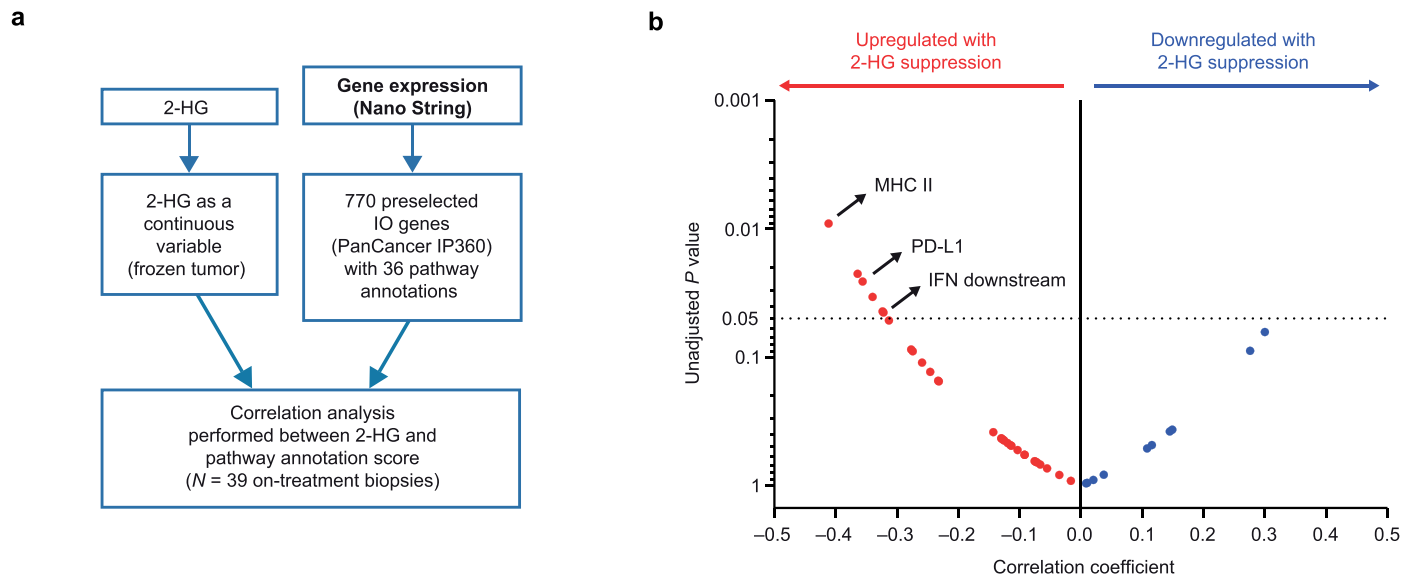 a
2-HG
Gene expression
(Nano String)
2-HG as a
continuous
variable
(frozen tumor)
770 preselected
IO genes
(PanCancer IP360)
with 36 pathway
annotations
Correlation analysis
performed between 2-HG and
pathway annotation score
(N = 39 on-treatment biopsies)
b
Upregulated with
2-HG suppression
Downregulated with
2-HG suppression
Unadjusted P value
0.001
0.01
0.05
0.1
1
MHC II
PD-L1
IFN downstream
–0.5
–0.4
–0.3
–0.2
–0.1
0.0
0.1
0.2
0.3
0.4
0.5
Correlation coefficient